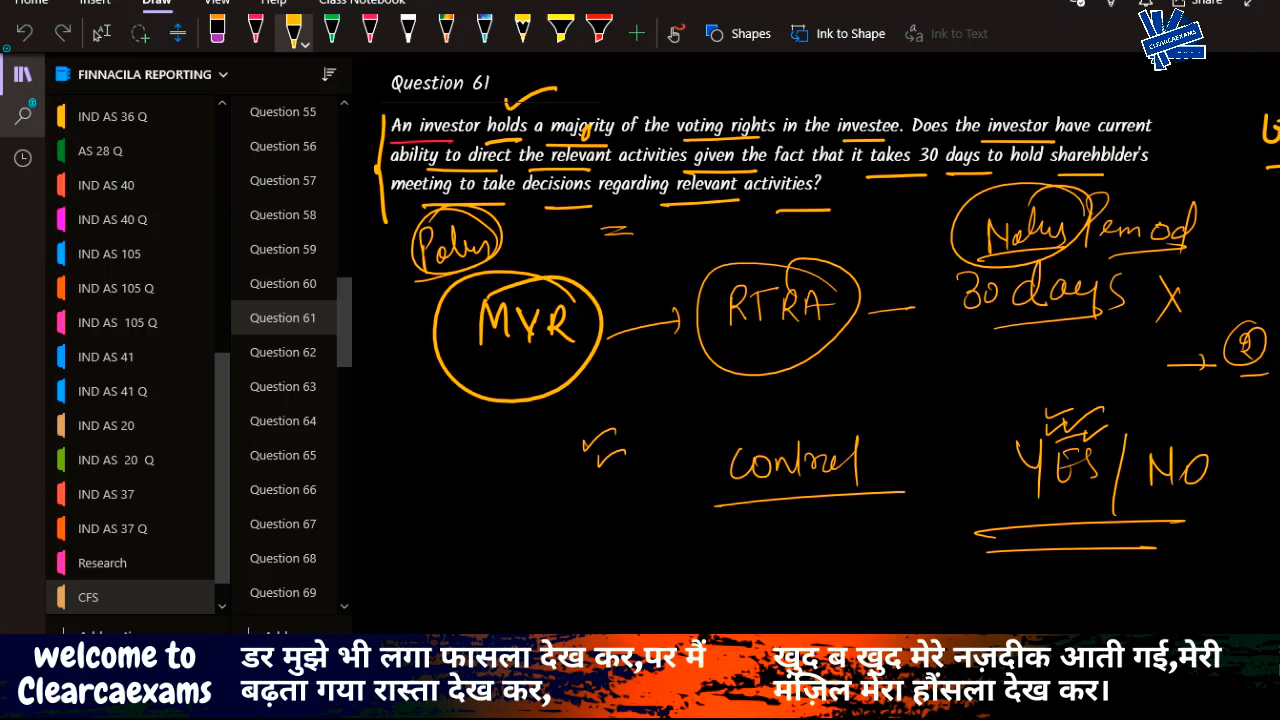 Home Draw View Help Class Notebook Share
Shapes Ink to Shape Ink to Text
CLEARCAEXAMS
FINNACILA REPORTING
IND AS 36 Q
AS 28 Q
IND AS 40
IND AS 40 Q
IND AS 105
IND AS 105 Q
IND AS 105 Q
IND AS 41
IND AS 41 Q
IND AS 20
IND AS 20 Q
IND AS 37
IND AS 37 Q
Research
CFS
Question 55
Question 56
Question 57
Question 58
Question 59
Question 60
Question 61
Question 62
Question 63
Question 64
Question 65
Question 66
Question 67
Question 68
Question 69
Question 61
An investor holds a majority of the voting rights in the investee. Does the investor have current
ability to direct the relevant activities given the fact that it takes 30 days to hold shareholder's
meeting to take decisions regarding relevant activities?
=
Period
MVR RTRA 30 days X
control YES / NO
welcome to
Clearcaexams
डर मुझे भी लगा फासला देख कर,पर मैं
बढ़ता गया रास्ता देख कर,
खुद ब खुद मेरे नज़दीक आती गई,मेरी
मंज़िल मेरा हौंसला देख कर।